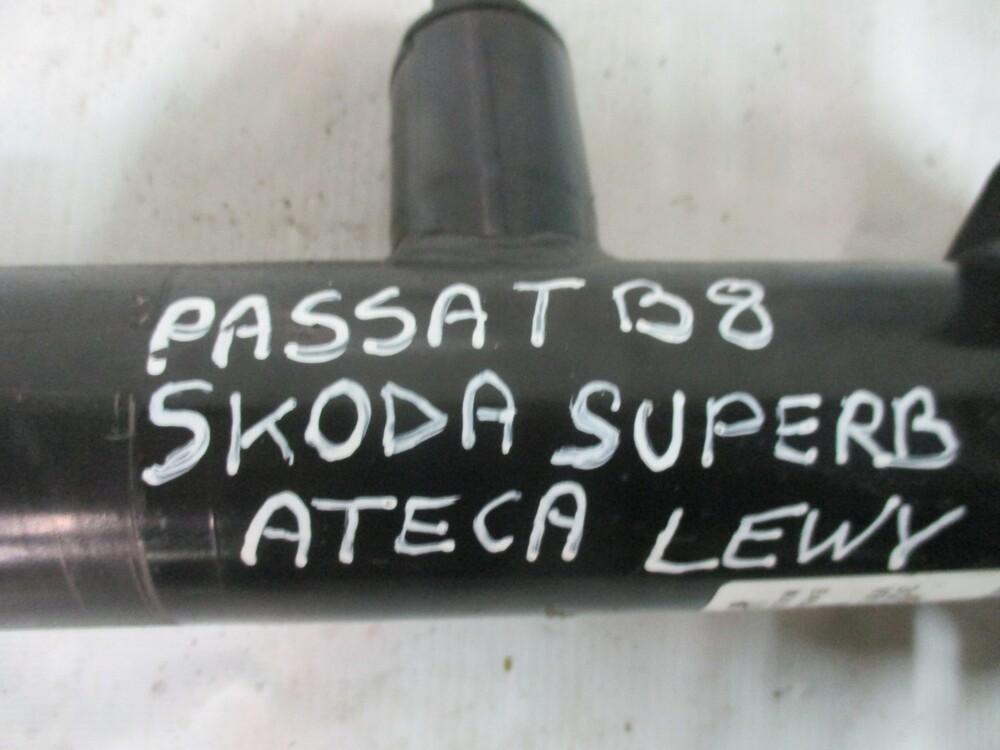 PASSAT B8
SKODA SUPERB
ATECA LEWY